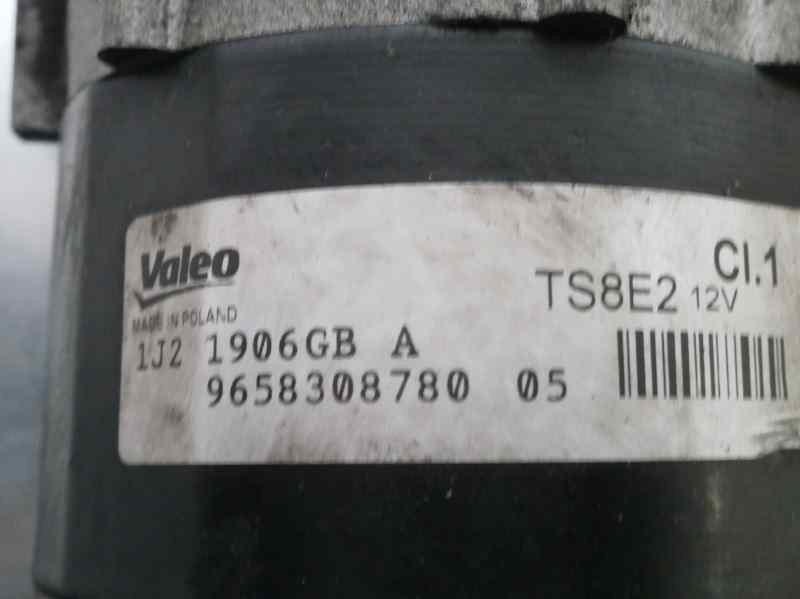 Valeo
Cl.1
TS8E2 12V
MADE IN POLAND
1J2 1906GB A
9658308780 05